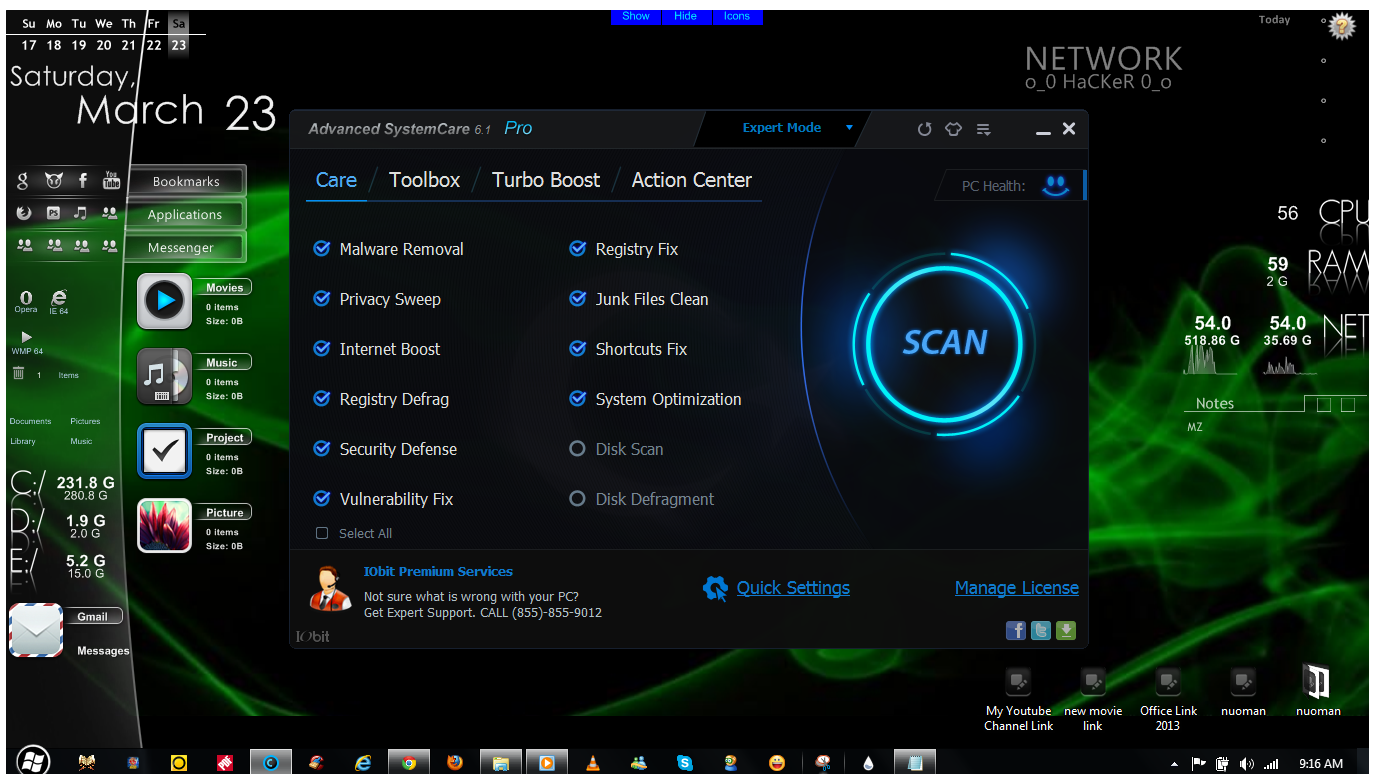 Su Mo Tu We Th Fr Sa
17 18 19 20 21 22 23
Saturday,
March 23
Show Hide Icons
Today
NETWORK
o_0 HaCKeR 0_o
Bookmarks
Applications
Messenger
You
Tube
Opera
IE 64
WMP 64
1 Items
Documents Pictures
Library Music
C:/ 231.8 G
280.8 G
D:/ 1.9 G
2.0 G
E:/ 5.2 G
15.0 G
Movies
0 items
Size: 0B
Music
0 items
Size: 0B
Project
0 items
Size: 0B
Picture
0 items
Size: 0B
Gmail
Messages
Advanced SystemCare 6.1 Pro
Expert Mode
Care / Toolbox / Turbo Boost / Action Center
PC Health:
Malware Removal
Privacy Sweep
Internet Boost
Registry Defrag
Security Defense
Vulnerability Fix
Select All
Registry Fix
Junk Files Clean
Shortcuts Fix
System Optimization
Disk Scan
Disk Defragment
SCAN
IObit Premium Services
Not sure what is wrong with your PC?
Get Expert Support. CALL (855)-855-9012
Quick Settings
Manage License
IObit
56 CPU
59 RAM
2 G
54.0 54.0 NET
518.86 G 35.69 G
Notes
MZ
My Youtube
Channel Link
new movie
link
Office Link
2013
nuoman
nuoman
9:16 AM